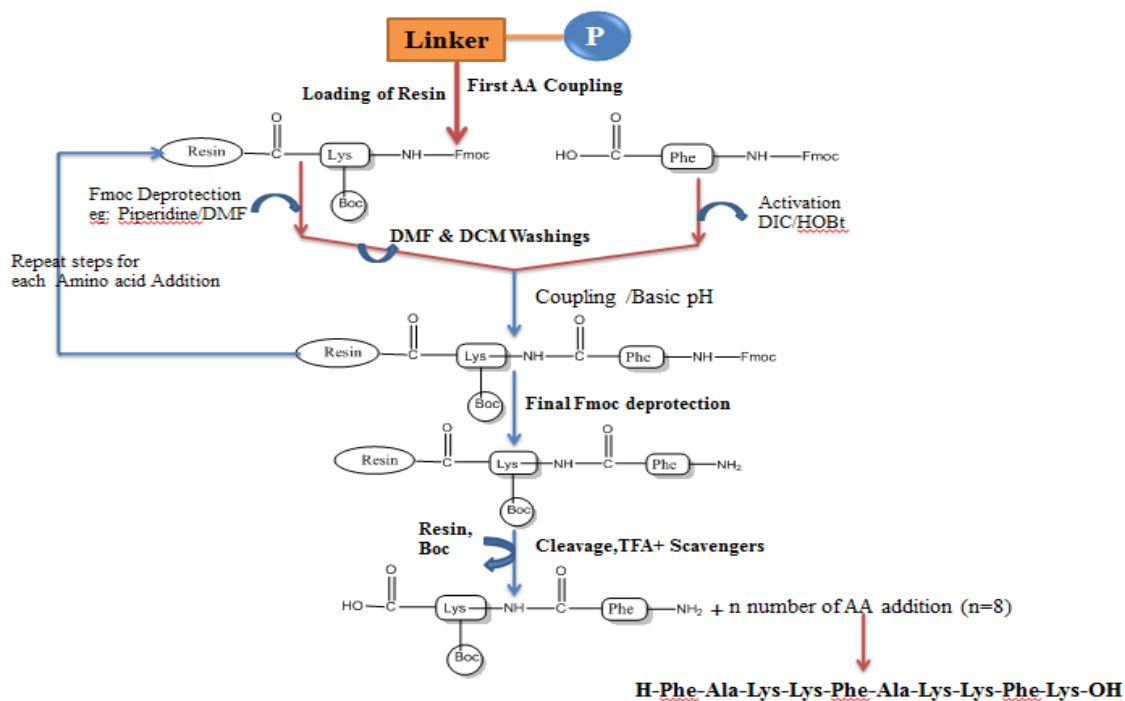 Linker
P
Loading of Resin
First AA Coupling
O
Resin
C
Lys
NH
Fmoc
Boc
O
HO
C
Phe
NH
Fmoc
Fmoc Deprotection
eg: Piperidine/DMF
Activation
DIC/HOBt
DMF & DCM Washings
Repeat steps for
each Amino acid Addition
Coupling /Basic pH
O
O
Resin
C
Lys
NH
C
Phe
NH
Fmoc
Boc
Final Fmoc deprotection
O
O
Resin
C
Lys
NH
C
Phe
NH2
Boc
Resin,
Boc
Cleavage,TFA+ Scavengers
O
O
HO
C
Lys
NH
C
Phe
NH2 + n number of AA addition (n=8)
Boc
H-Phe-Ala-Lys-Lys-Phe-Ala-Lys-Lys-Phe-Lys-OH